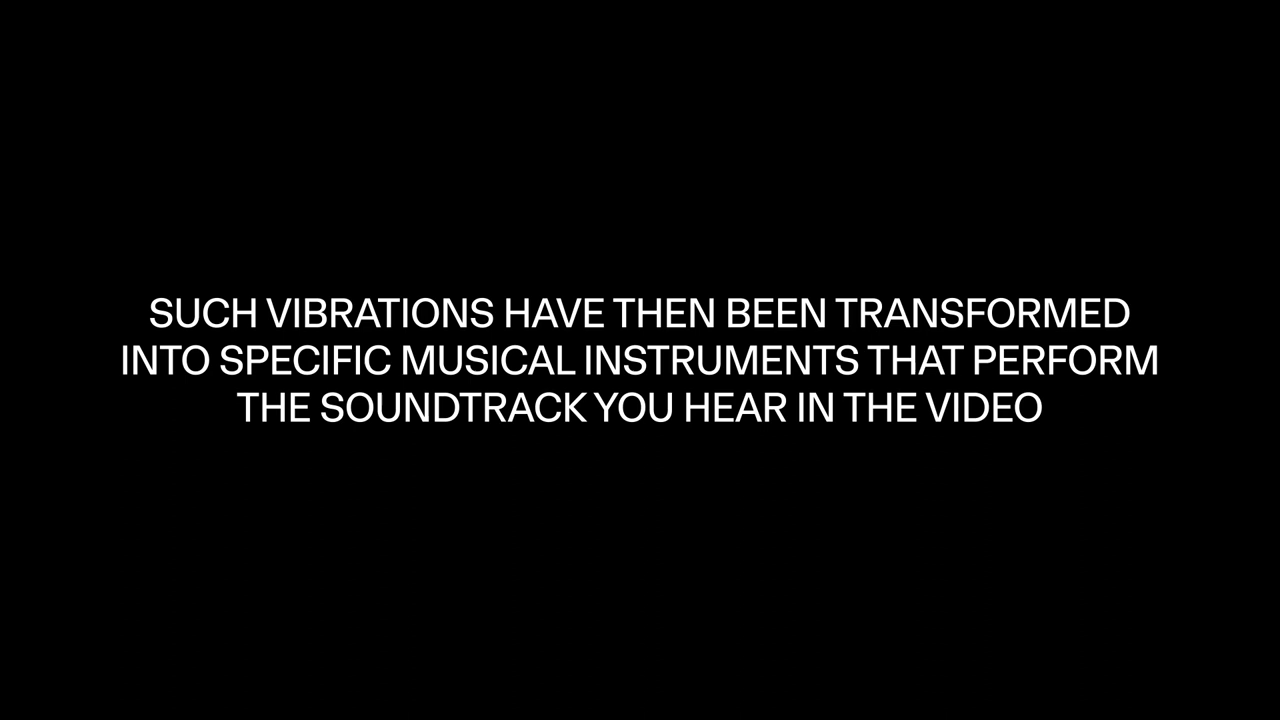 SUCH VIBRATIONS HAVE THEN BEEN TRANSFORMED
INTO SPECIFIC MUSICAL INSTRUMENTS THAT PERFORM
THE SOUNDTRACK YOU HEAR IN THE VIDEO